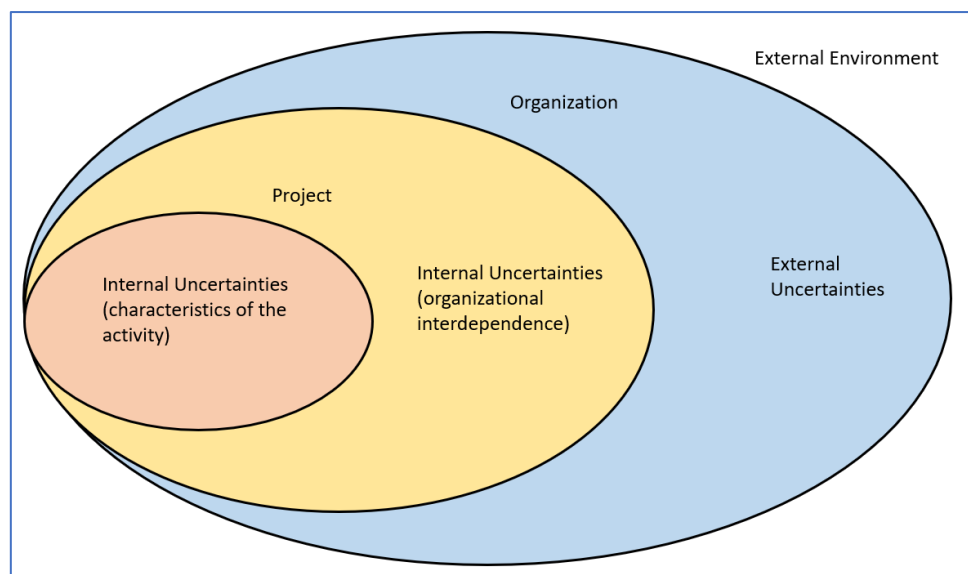 External Environment
Organization
Project
Internal Uncertainties
(characteristics of the
activity)
Internal Uncertainties
(organizational
interdependence)
External
Uncertainties